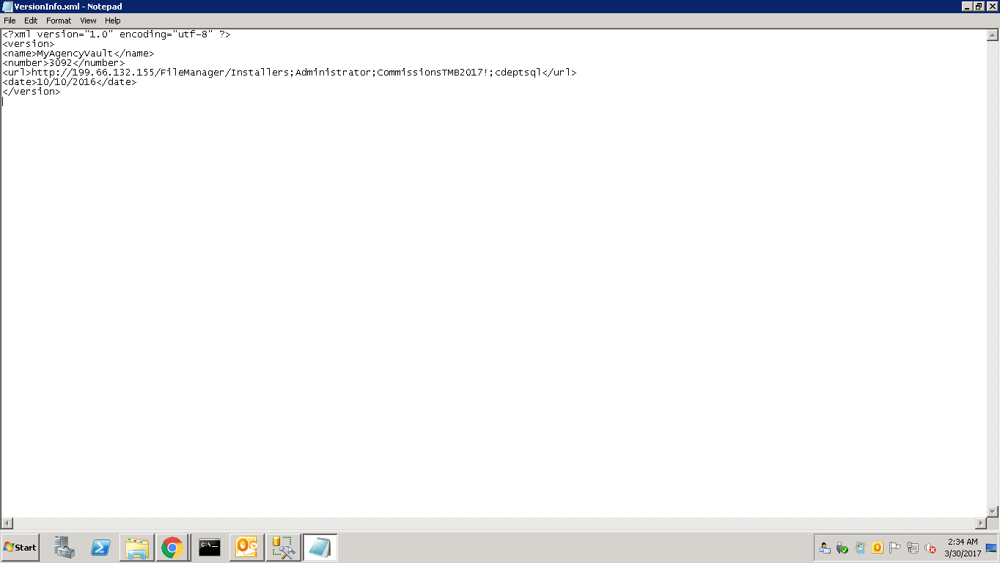 VersionInfo.xml - Notepad
File Edit Format View Help
<?xml version="1.0" encoding="utf-8" ?>
<version>
<name>MyAgencyVault</name>
<number>3092</number>
<url>http://199.66.132.155/FileManager/Installers;Administrator;CommissionsTMB2017!;cdeptsql</url>
<date>10/10/2016</date>
</version>
Start
C:\_
2:34 AM
3/30/2017